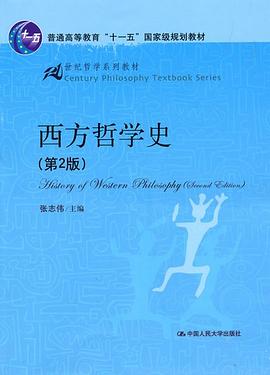 十一五
普通高等教育“十一五”国家级规划教材
21世纪哲学系列教材
Century Philosophy Textbook Series
西方哲学史
(第2版)
History of Western Philosophy (Second Edition)
张志伟/主编
中国人民大学出版社